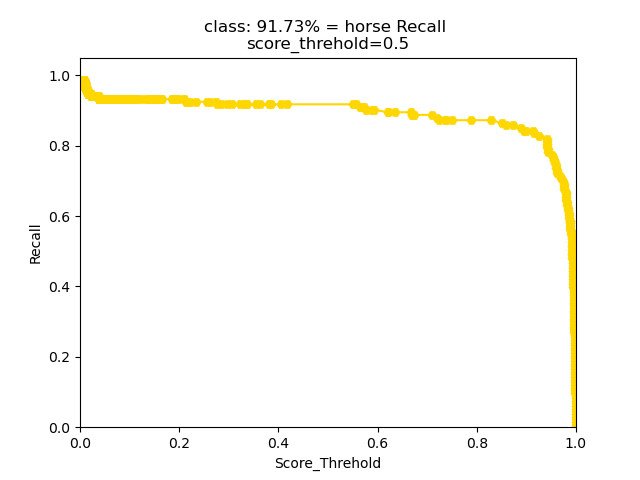 class: 91.73% = horse Recall
score_threhold=0.5
Recall
1.0
0.8
0.6
0.4
0.2
0.0
0.0 0.2 0.4 0.6 0.8 1.0
Score_Threhold